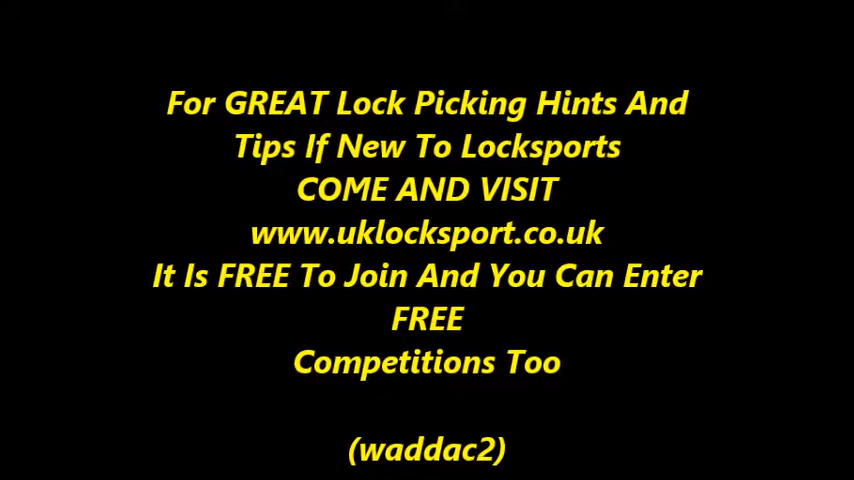 For GREAT Lock Picking Hints And
Tips If New To Locksports
COME AND VISIT
www.uklocksport.co.uk
It Is FREE To Join And You Can Enter
FREE
Competitions Too
(waddac2)